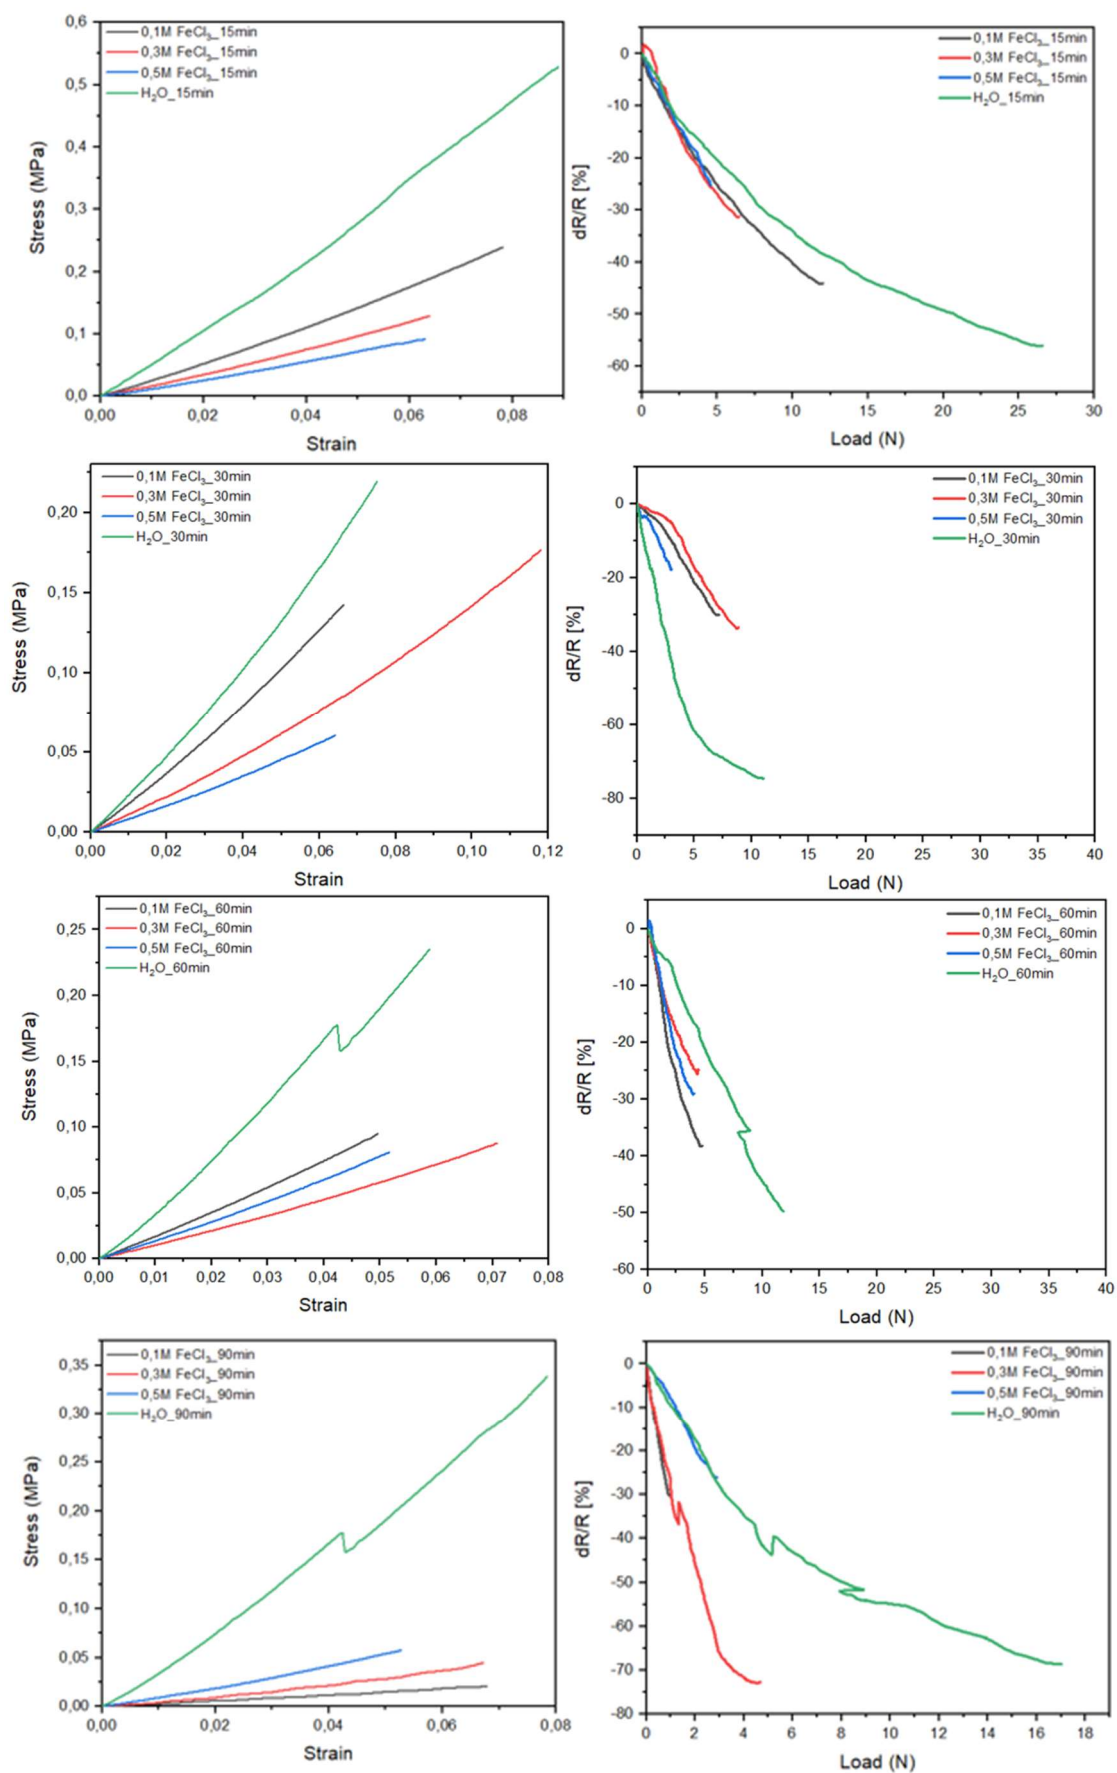 0,6
0,5
0,4
0,3
0,2
0,1
0,0
Stress (MPa)
0,1M FeCl₃_15min
0,3M FeCl₃_15min
0,5M FeCl₃_15min
H₂O_15min
0,00 0,02 0,04 0,06 0,08
Strain
0
-10
-20
-30
-40
-50
-60
dR/R [%]
0,1M FeCl₃_15min
0,3M FeCl₃_15min
0,5M FeCl₃_15min
H₂O_15min
0 5 10 15 20 25 30
Load (N)
0,20
0,15
0,10
0,05
0,00
Stress (MPa)
0,1M FeCl₃_30min
0,3M FeCl₃_30min
0,5M FeCl₃_30min
H₂O_30min
0,00 0,02 0,04 0,06 0,08 0,10 0,12
Strain
0
-20
-40
-60
-80
dR/R [%]
0,1M FeCl₃_30min
0,3M FeCl₃_30min
0,5M FeCl₃_30min
H₂O_30min
0 5 10 15 20 25 30 35 40
Load (N)
0,25
0,20
0,15
0,10
0,05
0,00
Stress (MPa)
0,1M FeCl₃_60min
0,3M FeCl₃_60min
0,5M FeCl₃_60min
H₂O_60min
0,00 0,01 0,02 0,03 0,04 0,05 0,06 0,07 0,08
Strain
0
-10
-20
-30
-40
-50
-60
dR/R [%]
0,1M FeCl₃_60min
0,3M FeCl₃_60min
0,5M FeCl₃_60min
H₂O_60min
0 5 10 15 20 25 30 35 40
Load (N)
0,35
0,30
0,25
0,20
0,15
0,10
0,05
0,00
Stress (MPa)
0,1M FeCl₃_90min
0,3M FeCl₃_90min
0,5M FeCl₃_90min
H₂O_90min
0,00 0,02 0,04 0,06 0,08
Strain
0
-10
-20
-30
-40
-50
-60
-70
-80
dR/R [%]
0,1M FeCl₃_90min
0,3M FeCl₃_90min
0,5M FeCl₃_90min
H₂O_90min
0 2 4 6 8 10 12 14 16 18
Load (N)